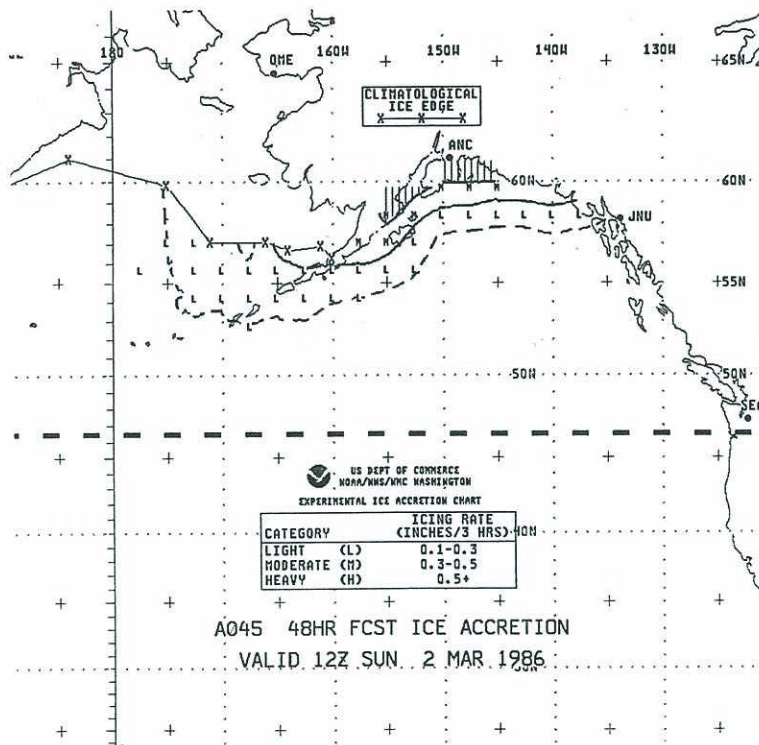 180 160W 150W 140W 130W
OME 65N
CLIMATOLOGICAL
ICE EDGE
X X X
ANC
60N 60N
JNU
55N 55N
50N 50N
SEA
US DEPT OF COMMERCE
NOAA/NWS/NMC WASHINGTON
EXPERIMENTAL ICE ACCRETION CHART
ICING RATE
CATEGORY (INCHES/3 HRS) 40N
LIGHT (L) 0.1-0.3
MODERATE (M) 0.3-0.5
HEAVY (H) 0.5+
A045 48HR FCST ICE ACCRETION
VALID 12Z SUN 2 MAR 1986